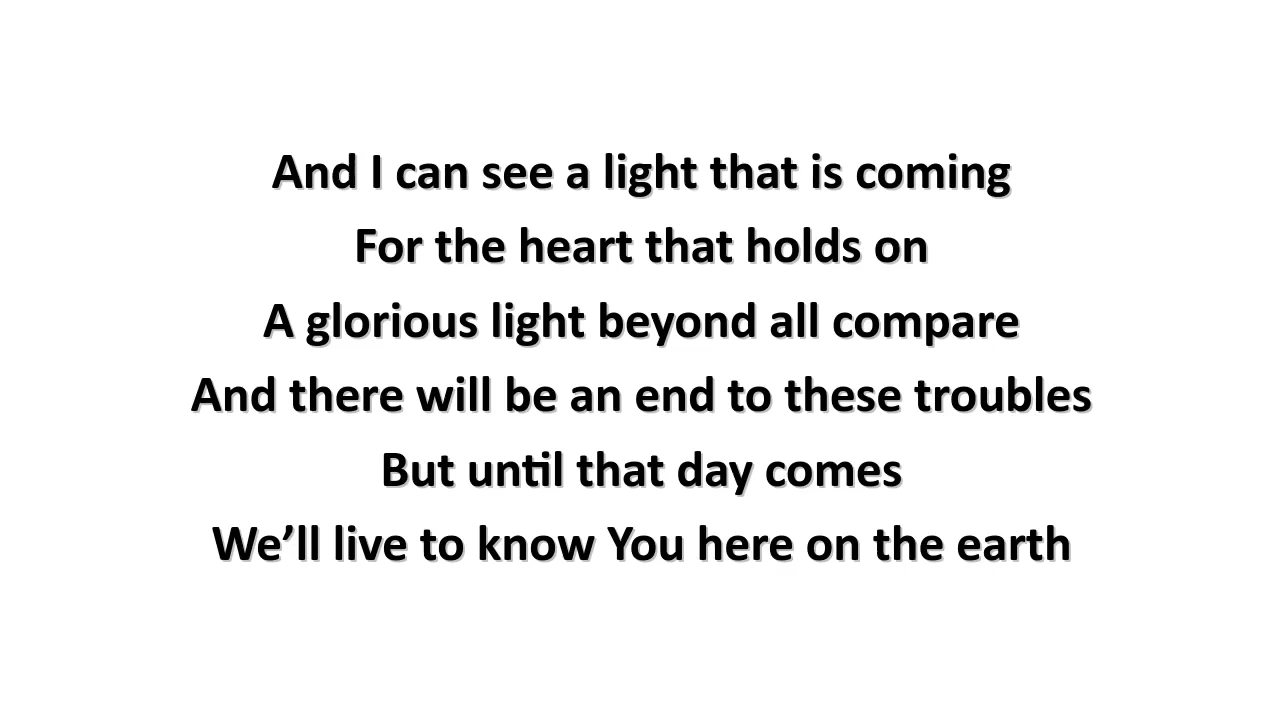 And I can see a light that is coming
For the heart that holds on
A glorious light beyond all compare
And there will be an end to these troubles
But until that day comes
We’ll live to know You here on the earth